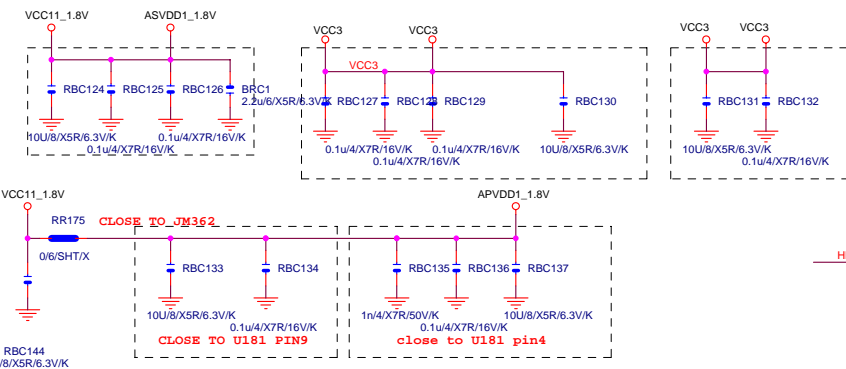 VCC11_1.8V
ASVDD1_1.8V
RBC124
RBC125
RBC126
BRC1
2.2u/6/X5R/6.3V/K
10U/8/X5R/6.3V/K
0.1u/4/X7R/16V/K
0.1u/4/X7R/16V/K
VCC3
VCC3
VCC3
RBC127
RBC128
RBC129
RBC130
0.1u/4/X7R/16V/K
0.1u/4/X7R/16V/K
0.1u/4/X7R/16V/K
10U/8/X5R/6.3V/K
VCC3
VCC3
RBC131
RBC132
10U/8/X5R/6.3V/K
0.1u/4/X7R/16V/K
VCC11_1.8V
RR175
CLOSE TO JM362
0/6/SHT/X
APVDD1_1.8V
RBC133
RBC134
10U/8/X5R/6.3V/K
0.1u/4/X7R/16V/K
CLOSE TO U181 PIN9
RBC135
RBC136
RBC137
1n/4/X7R/50V/K
0.1u/4/X7R/16V/K
10U/8/X5R/6.3V/K
close to U181 pin4
RBC144
/8/X5R/6.3V/K